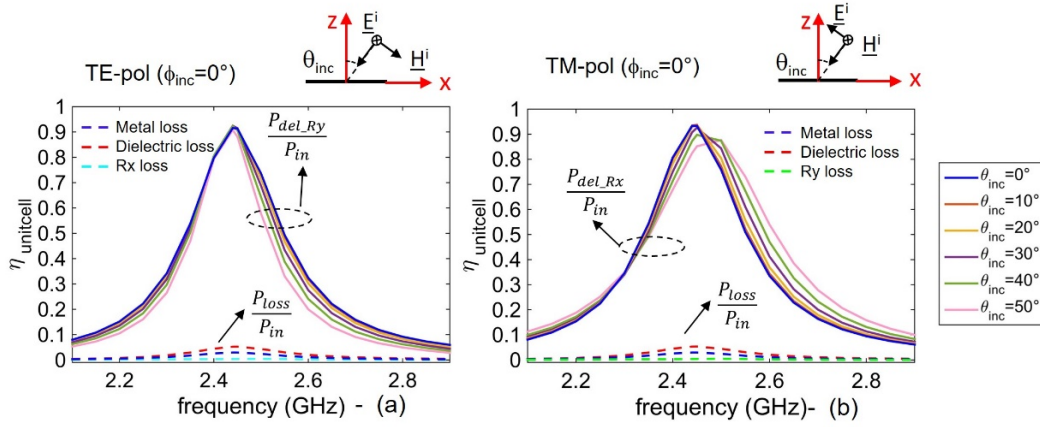 TE-pol (ϕinc=0°)
Z
E^i
H^i
θinc
X
1
0.9
0.8
0.7
0.6
0.5
0.4
0.3
0.2
0.1
0
η unitcell
Metal loss
Dielectric loss
Rx loss
P_del_Ry
P_in
P_loss
P_in
2.2 2.4 2.6 2.8
frequency (GHz) - (a)
TM-pol (ϕinc=0°)
Z
E^i
H^i
θinc
X
1
0.9
0.8
0.7
0.6
0.5
0.4
0.3
0.2
0.1
0
η unitcell
Metal loss
Dielectric loss
Ry loss
P_del_Rx
P_in
P_loss
P_in
2.2 2.4 2.6 2.8
frequency (GHz)- (b)
θinc=0°
θinc=10°
θinc=20°
θinc=30°
θinc=40°
θinc=50°